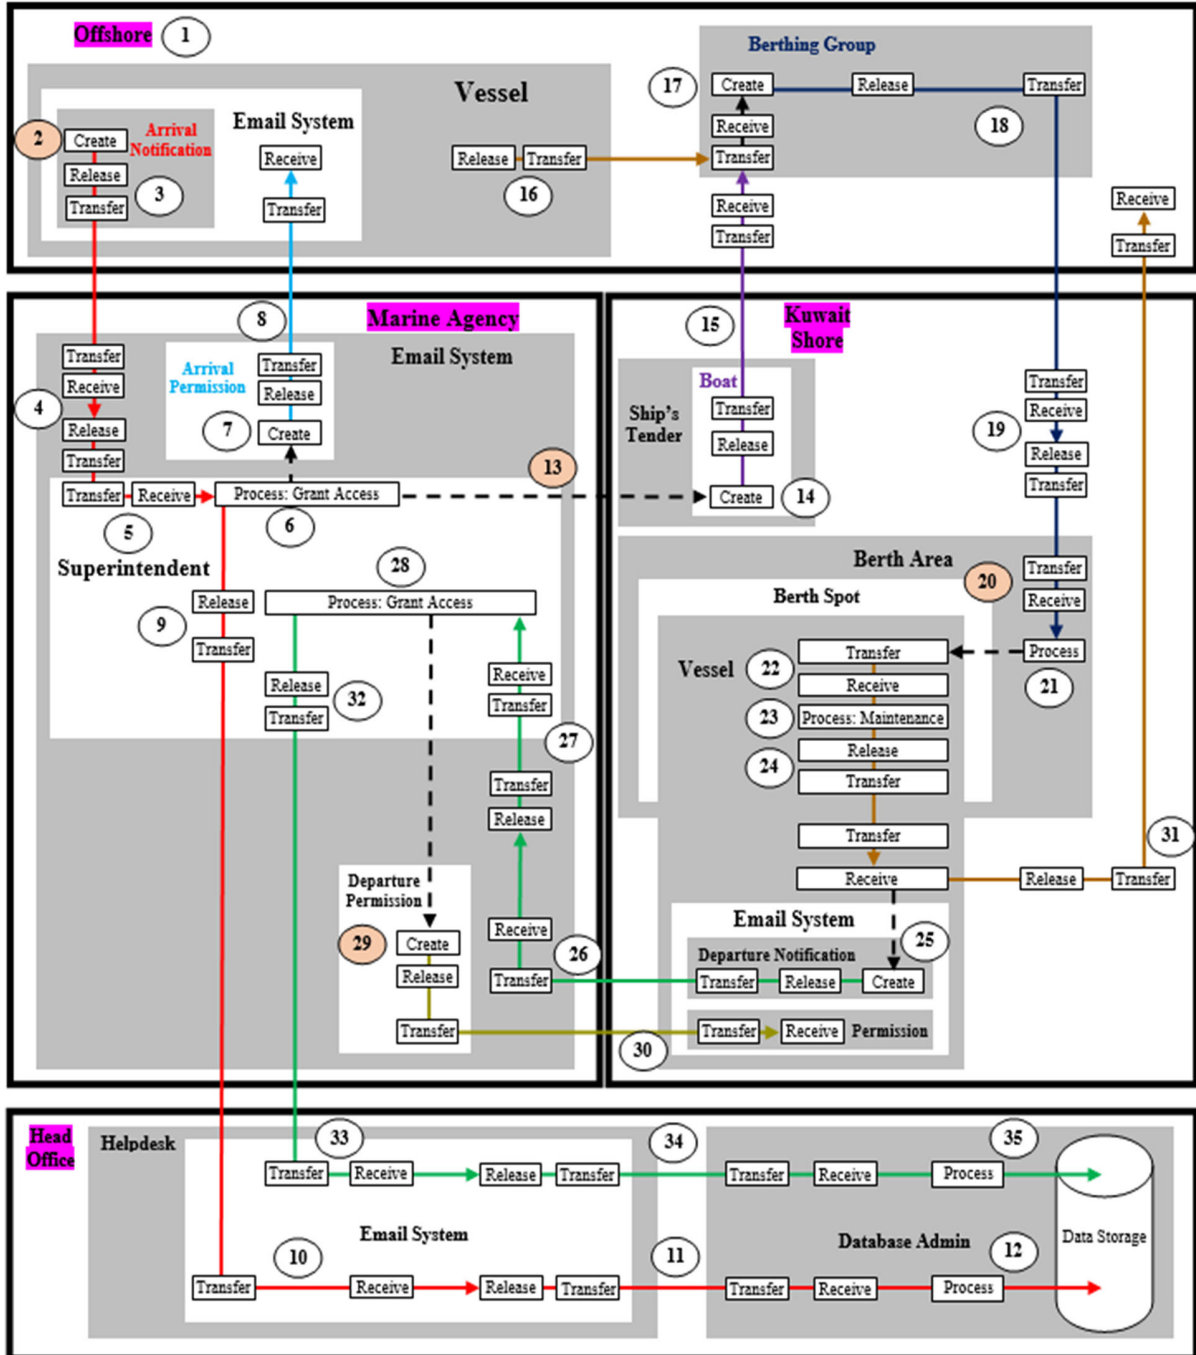 Offshore
1
Berthing Group
17
Create
Release
Transfer
Vessel
2
Create
Arrival
Notification
Email System
Receive
18
Release
3
Receive
Release
Transfer
16
Transfer
Transfer
Transfer
Receive
Receive
Transfer
Transfer
8
Marine Agency
15
Kuwait
Shore
Email System
Transfer
Receive
Arrival
Permission
Transfer
Release
Boat
Ship's
Tender
Transfer
Release
Transfer
Receive
4
Release
Transfer
7
Create
19
Release
Transfer
13
Transfer
Receive
Process: Grant Access
Create
14
5
6
Superintendent
28
Berth Area
Transfer
Release
Process: Grant Access
Berth Spot
20
Receive
9
Transfer
Vessel
22
Transfer
Process
Receive
Receive
21
Release
32
Transfer
Transfer
23
Process: Maintenance
27
24
Release
Transfer
Transfer
Release
Transfer
31
Departure
Permission
Receive
Release
Transfer
29
Create
Receive
Email System
25
Release
Transfer
26
Departure Notification
Transfer
Release
Create
Transfer
30
Transfer
Receive
Permission
Head
Office
Helpdesk
33
34
35
Transfer
Receive
Release
Transfer
Transfer
Receive
Process
Email System
Database Admin
Data Storage
10
11
12
Transfer
Receive
Release
Transfer
Transfer
Receive
Process